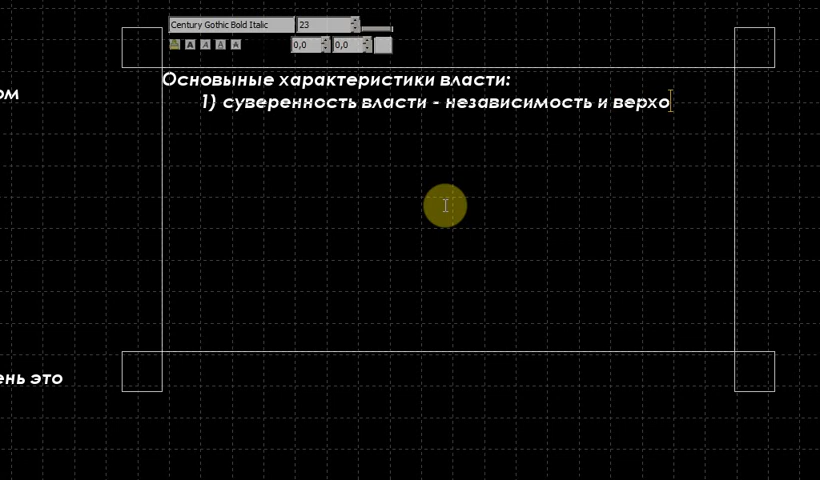 Century Gothic Bold Italic 23
A A A A A 0,0 0,0
Основыные характеристики власти:
ом
1) суверенность власти - независимость и верхо
ень это